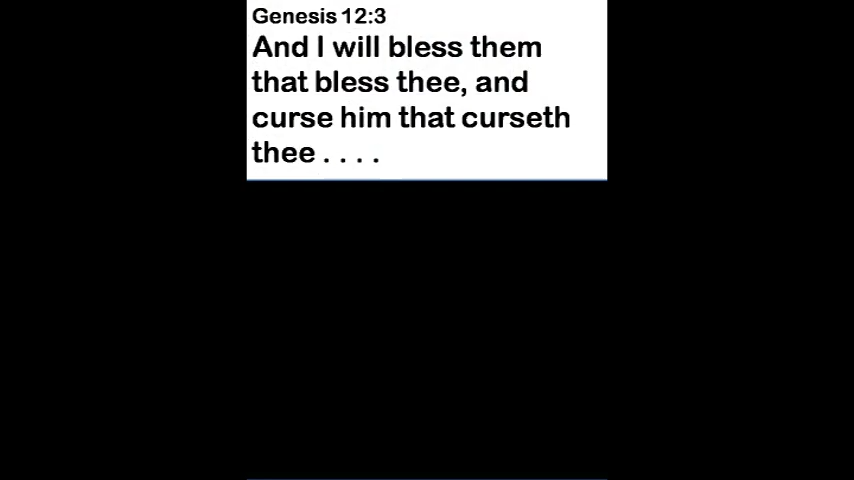 Genesis 12:3
And I will bless them
that bless thee, and
curse him that curseth
thee . . . .